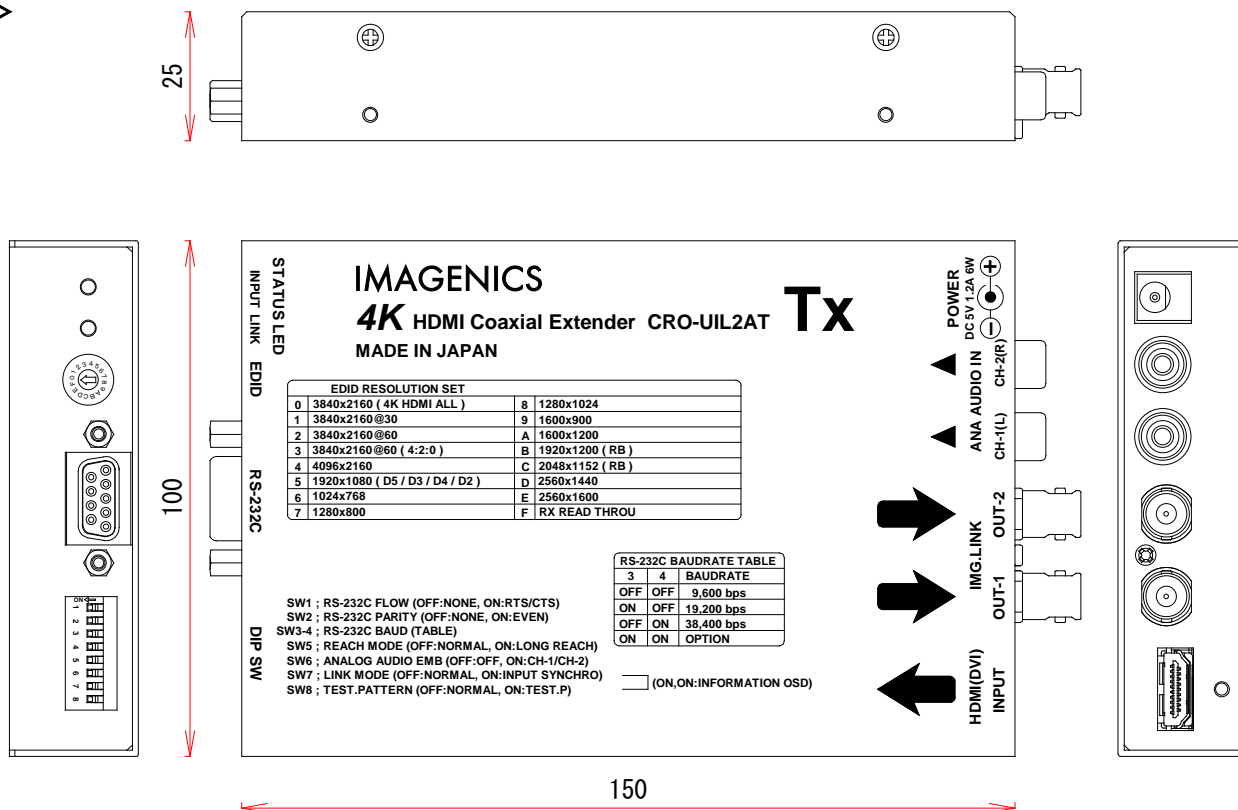 25
100
150
ON
1
2
3
4
5
6
7
8
0123456789ABCDEF
STATUS LED
INPUT LINK
EDID
RS-232C
DIP SW
IMAGENICS
4K HDMI Coaxial Extender CRO-UIL2AT Tx
MADE IN JAPAN
EDID RESOLUTION SET
0 3840x2160 ( 4K HDMI ALL ) 8 1280x1024
1 3840x2160@30 9 1600x900
2 3840x2160@60 A 1600x1200
3 3840x2160@60 ( 4:2:0 ) B 1920x1200 ( RB )
4 4096x2160 C 2048x1152 ( RB )
5 1920x1080 ( D5 / D3 / D4 / D2 ) D 2560x1440
6 1024x768 E 2560x1600
7 1280x800 F RX READ THROU
RS-232C BAUDRATE TABLE
3 4 BAUDRATE
OFF OFF 9,600 bps
ON OFF 19,200 bps
OFF ON 38,400 bps
ON ON OPTION
SW1 ; RS-232C FLOW (OFF:NONE, ON:RTS/CTS)
SW2 ; RS-232C PARITY (OFF:NONE, ON:EVEN)
SW3-4 ; RS-232C BAUD (TABLE)
SW5 ; REACH MODE (OFF:NORMAL, ON:LONG REACH)
SW6 ; ANALOG AUDIO EMB (OFF:OFF, ON:CH-1/CH-2)
SW7 ; LINK MODE (OFF:NORMAL, ON:INPUT SYNCHRO)
SW8 ; TEST.PATTERN (OFF:NORMAL, ON:TEST.P)
(ON,ON:INFORMATION OSD)
POWER
DC 5V 1.2A 6W
ANA AUDIO IN
CH-2(R)
CH-1(L)
IMG.LINK
OUT-2
OUT-1
HDMI(DVI)
INPUT